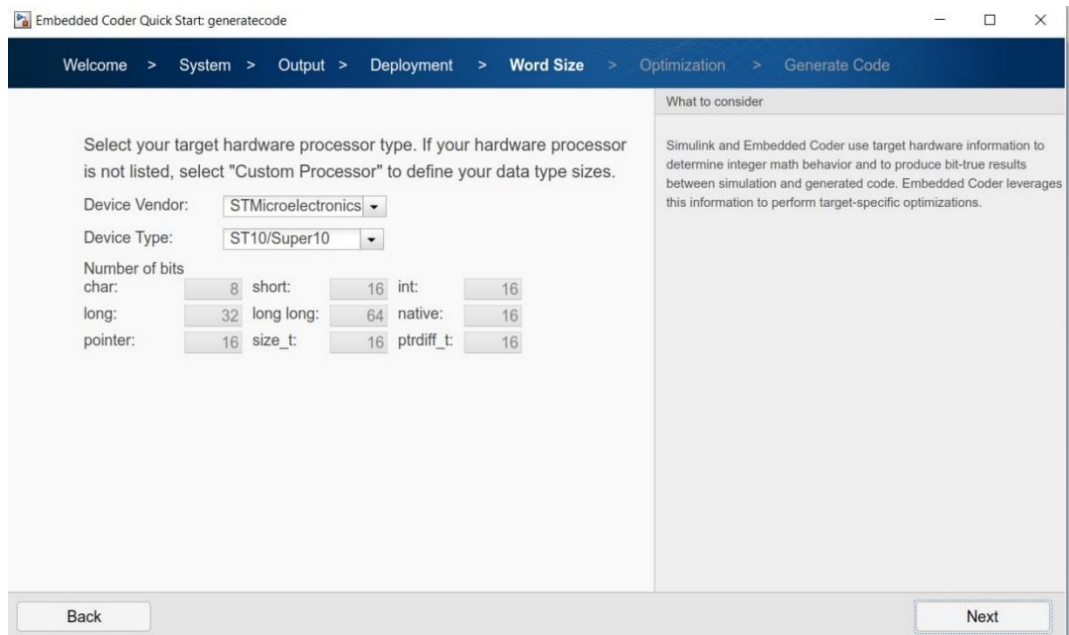 Embedded Coder Quick Start: generatecode
Welcome > System > Output > Deployment > Word Size > Optimization > Generate Code
What to consider
Select your target hardware processor type. If your hardware processor
is not listed, select "Custom Processor" to define your data type sizes.
Device Vendor: STMicroelectronics
Device Type: ST10/Super10
Number of bits
char: 8 short: 16 int: 16
long: 32 long long: 64 native: 16
pointer: 16 size_t: 16 ptrdiff_t: 16
Simulink and Embedded Coder use target hardware information to
determine integer math behavior and to produce bit-true results
between simulation and generated code. Embedded Coder leverages
this information to perform target-specific optimizations.
Back
Next